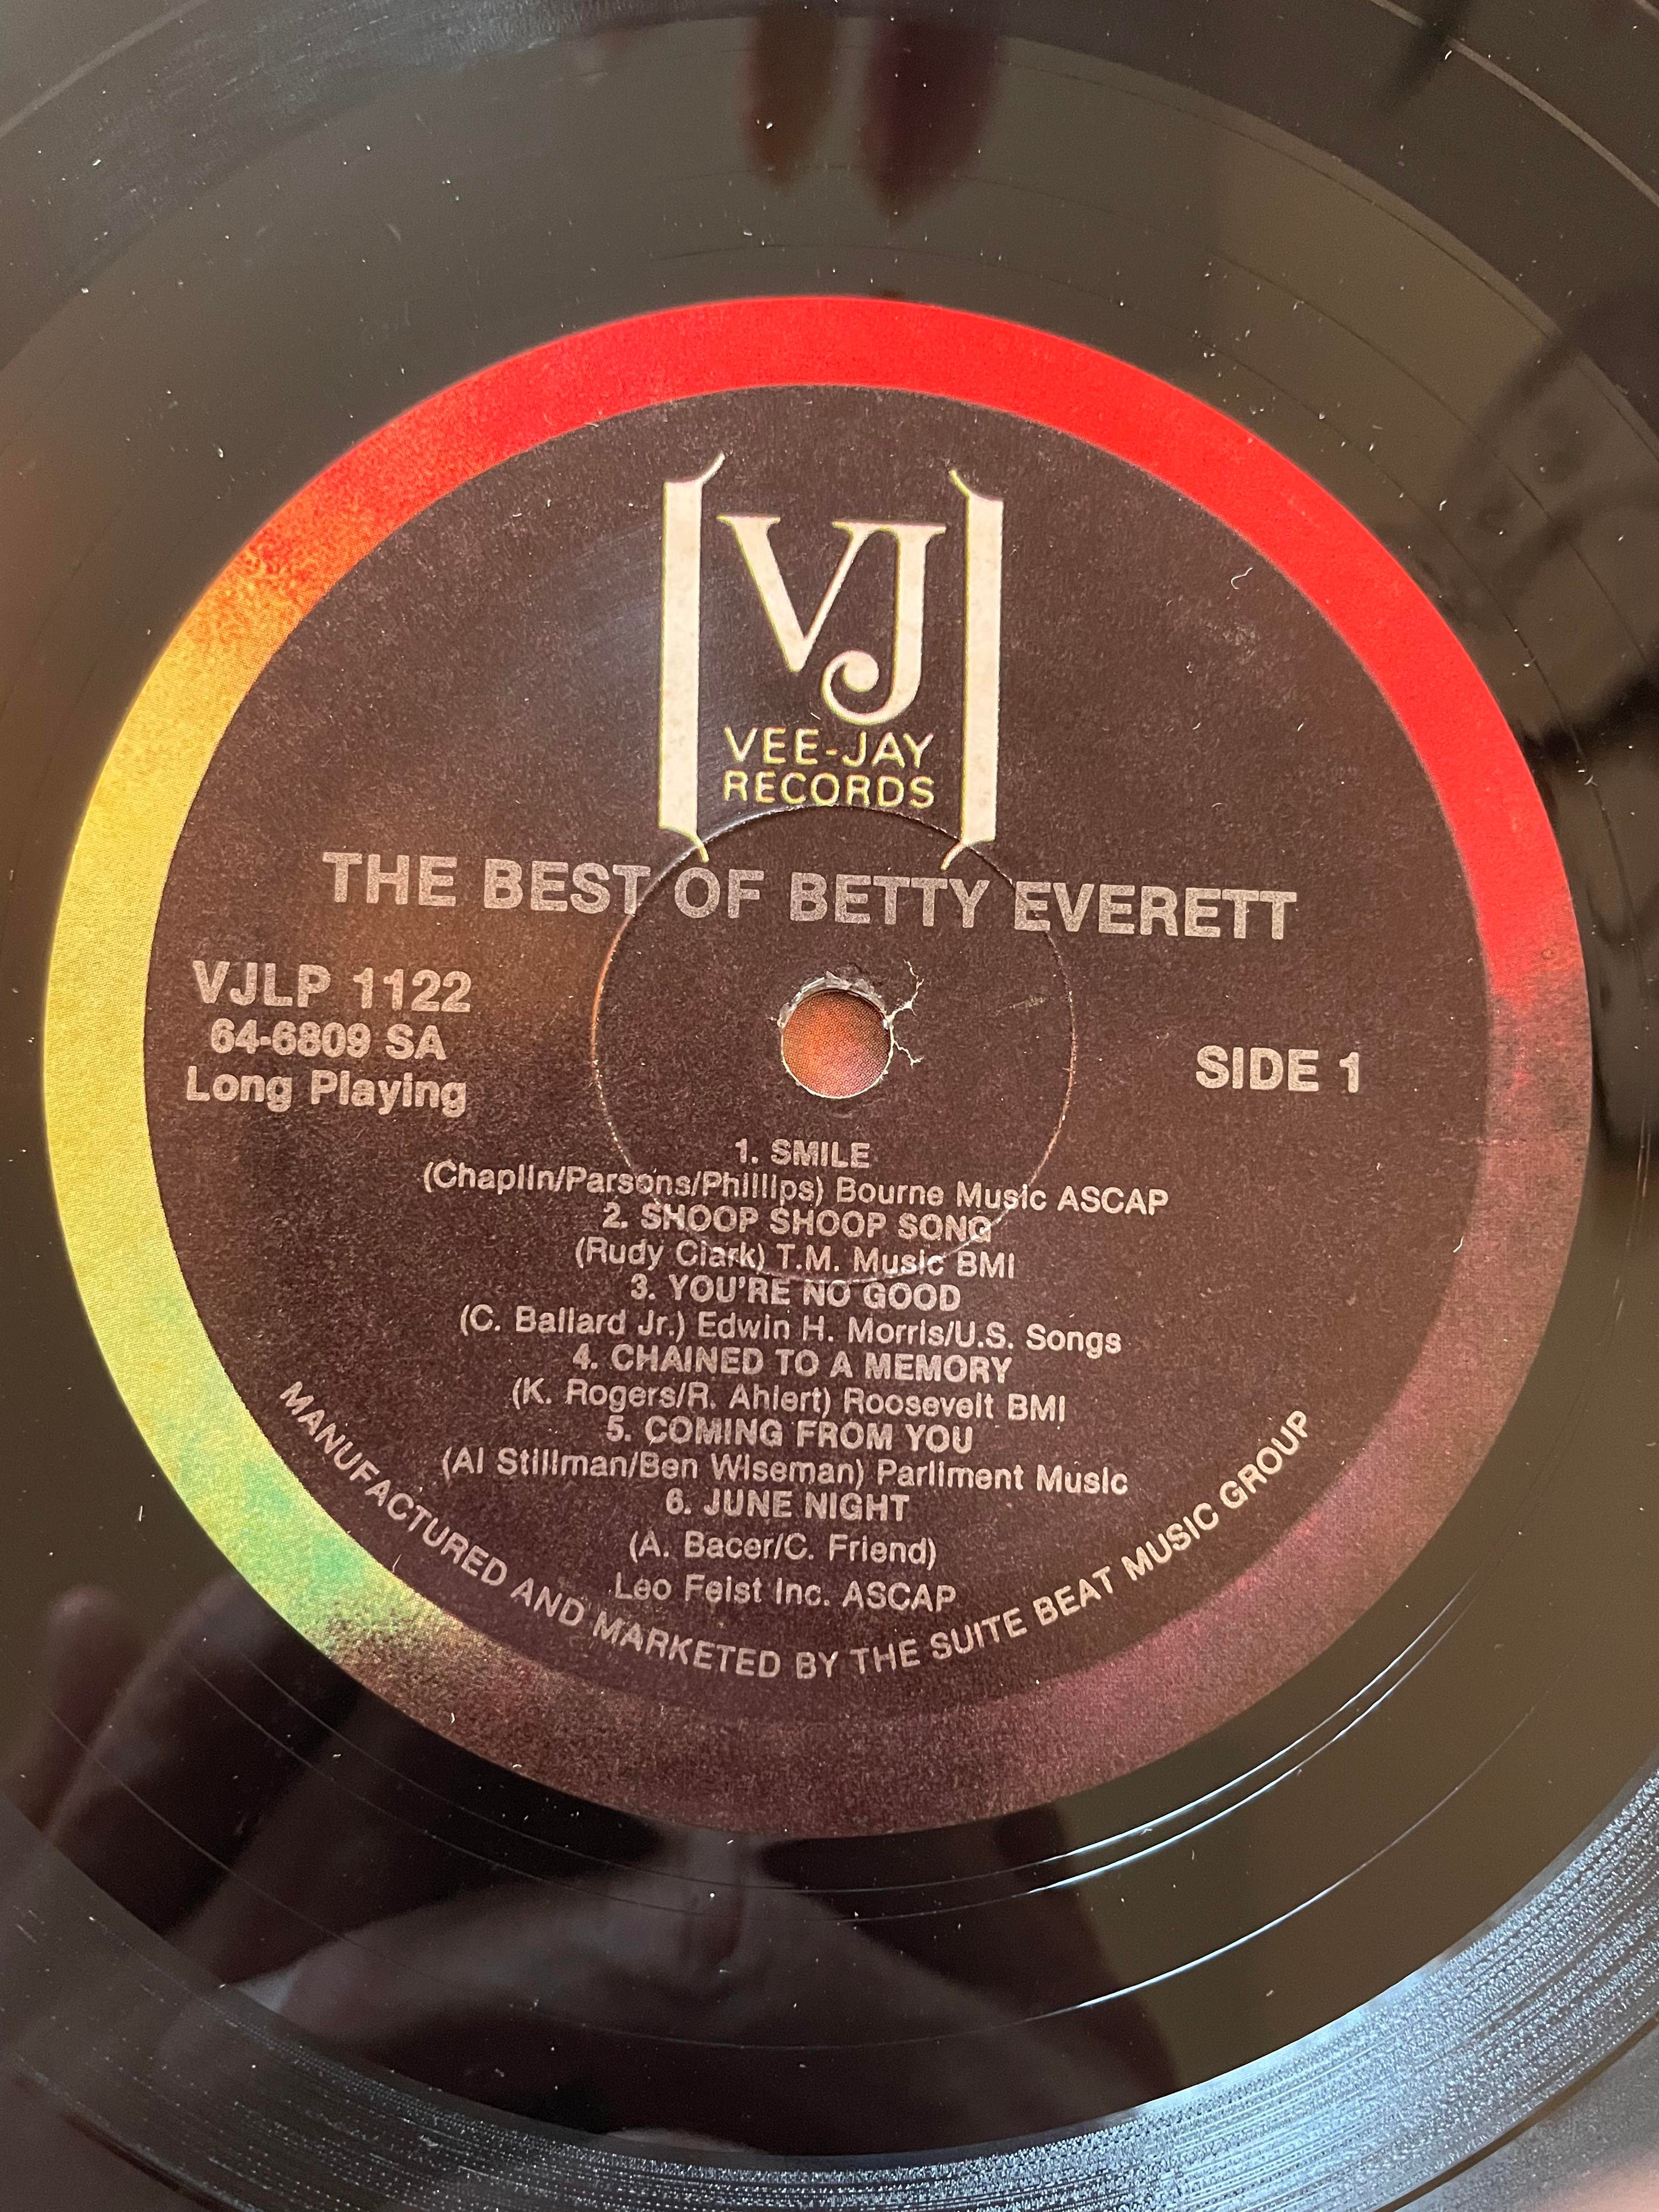 VJ
VEE-JAY
RECORDS
THE BEST OF BETTY EVERETT
VJLP 1122
64-6809 SA
Long Playing
SIDE 1
1. SMILE
(Chaplin/Parsons/Phillips) Bourne Music ASCAP
2. SHOOP SHOOP SONG
(Rudy Clark) T.M. Music BMI
3. YOU'RE NO GOOD
(C. Ballard Jr.) Edwin H. Morris/U.S. Songs
4. CHAINED TO A MEMORY
(K. Rogers/R. Ahlert) Roosevelt BMI
5. COMING FROM YOU
(Al Stillman/Ben Wiseman) Parliment Music
6. JUNE NIGHT
(A. Bacer/C. Friend)
Leo Feist Inc. ASCAP
MANUFACTURED AND MARKETED BY THE SUITE BEAT MUSIC GROUP